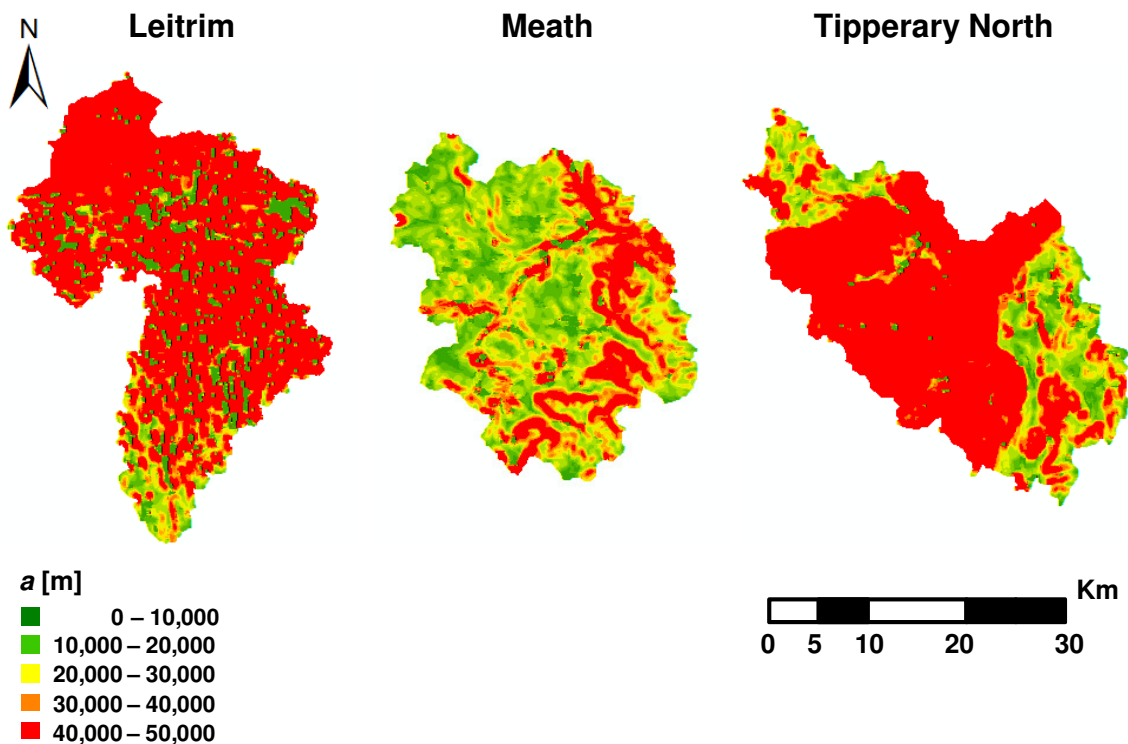 N
Leitrim
Meath
Tipperary North
a [m]
0 – 10,000
10,000 – 20,000
20,000 – 30,000
30,000 – 40,000
40,000 – 50,000
Km
0 5 10 20 30